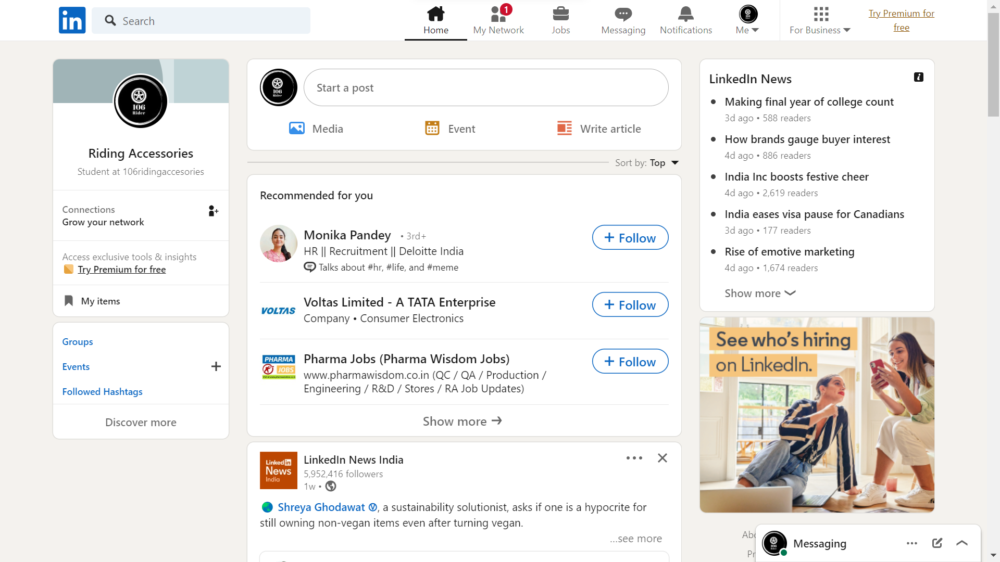 in
Search
Home
1
My Network
Jobs
Messaging
Notifications
Me
For Business
Try Premium for
free
106
Rider
Riding Accessories
Student at 106ridingaccesories
Connections
Grow your network
Access exclusive tools & insights
Try Premium for free
My items
Groups
Events
Followed Hashtags
Discover more
106
Rider
Start a post
Media
Event
Write article
Sort by: Top
Recommended for you
Monika Pandey • 3rd+
HR || Recruitment || Deloitte India
Talks about #hr, #life, and #meme
+ Follow
VOLTAS
Voltas Limited - A TATA Enterprise
Company • Consumer Electronics
+ Follow
PHARMA
JOBS
Pharma Jobs (Pharma Wisdom Jobs)
www.pharmawisdom.co.in (QC / QA / Production /
Engineering / R&D / Stores / RA Job Updates)
+ Follow
Show more →
Linked in
News
India
LinkedIn News India
5,952,416 followers
1w •
Shreya Ghodawat Ⓥ, a sustainability solutionist, asks if one is a hypocrite for
still owning non-vegan items even after turning vegan.
...see more
LinkedIn News
• Making final year of college count
3d ago • 588 readers
• How brands gauge buyer interest
4d ago • 886 readers
• India Inc boosts festive cheer
4d ago • 2,619 readers
• India eases visa pause for Canadians
3d ago • 177 readers
• Rise of emotive marketing
4d ago • 1,674 readers
Show more
See who's hiring
on LinkedIn.
Messaging